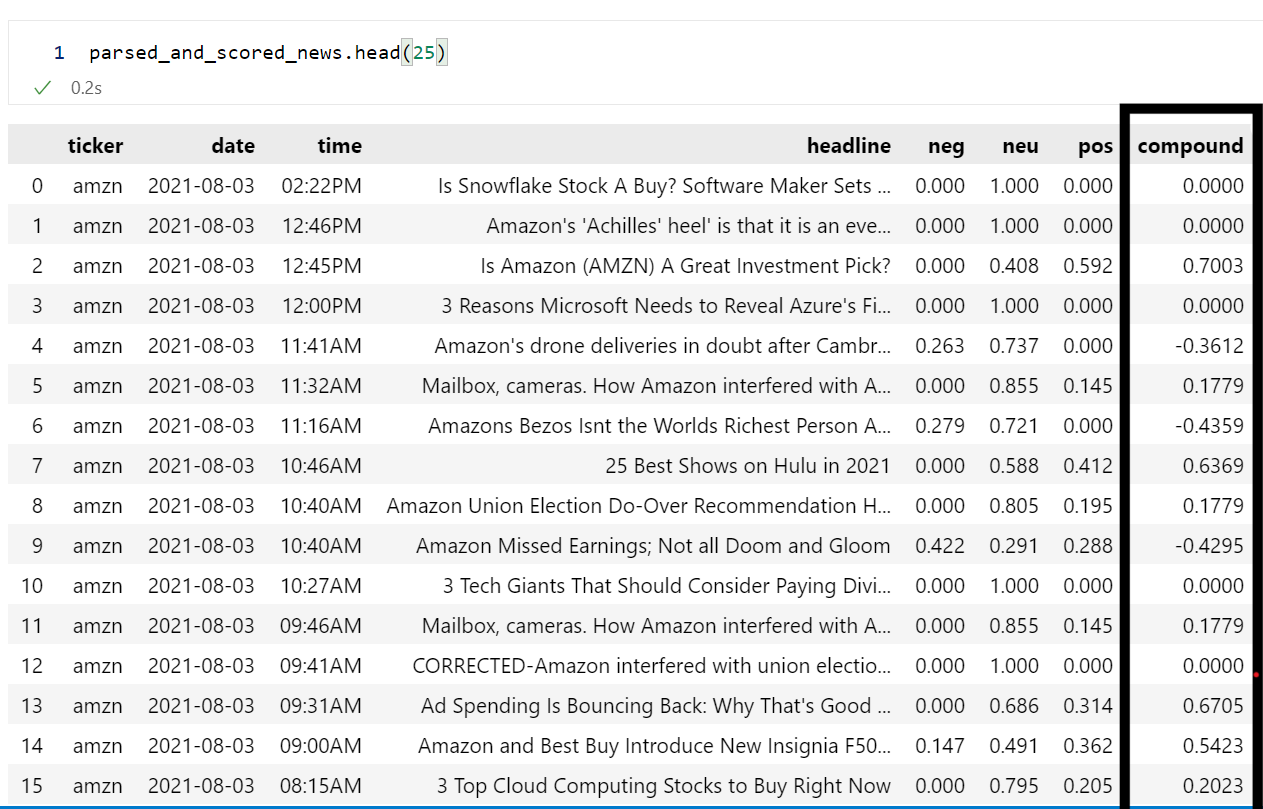 1 parsed_and_scored_news.head(25)
0.2s
ticker date time headline neg neu pos compound
0 amzn 2021-08-03 02:22PM Is Snowflake Stock A Buy? Software Maker Sets ... 0.000 1.000 0.000 0.0000
1 amzn 2021-08-03 12:46PM Amazon's 'Achilles' heel' is that it is an eve... 0.000 1.000 0.000 0.0000
2 amzn 2021-08-03 12:45PM Is Amazon (AMZN) A Great Investment Pick? 0.000 0.408 0.592 0.7003
3 amzn 2021-08-03 12:00PM 3 Reasons Microsoft Needs to Reveal Azure's Fi... 0.000 1.000 0.000 0.0000
4 amzn 2021-08-03 11:41AM Amazon's drone deliveries in doubt after Cambr... 0.263 0.737 0.000 -0.3612
5 amzn 2021-08-03 11:32AM Mailbox, cameras. How Amazon interfered with A... 0.000 0.855 0.145 0.1779
6 amzn 2021-08-03 11:16AM Amazons Bezos Isnt the Worlds Richest Person A... 0.279 0.721 0.000 -0.4359
7 amzn 2021-08-03 10:46AM 25 Best Shows on Hulu in 2021 0.000 0.588 0.412 0.6369
8 amzn 2021-08-03 10:40AM Amazon Union Election Do-Over Recommendation H... 0.000 0.805 0.195 0.1779
9 amzn 2021-08-03 10:40AM Amazon Missed Earnings; Not all Doom and Gloom 0.422 0.291 0.288 -0.4295
10 amzn 2021-08-03 10:27AM 3 Tech Giants That Should Consider Paying Divi... 0.000 1.000 0.000 0.0000
11 amzn 2021-08-03 09:46AM Mailbox, cameras. How Amazon interfered with A... 0.000 0.855 0.145 0.1779
12 amzn 2021-08-03 09:41AM CORRECTED-Amazon interfered with union electio... 0.000 1.000 0.000 0.0000
13 amzn 2021-08-03 09:31AM Ad Spending Is Bouncing Back: Why That's Good ... 0.000 0.686 0.314 0.6705
14 amzn 2021-08-03 09:00AM Amazon and Best Buy Introduce New Insignia F50... 0.147 0.491 0.362 0.5423
15 amzn 2021-08-03 08:15AM 3 Top Cloud Computing Stocks to Buy Right Now 0.000 0.795 0.205 0.2023